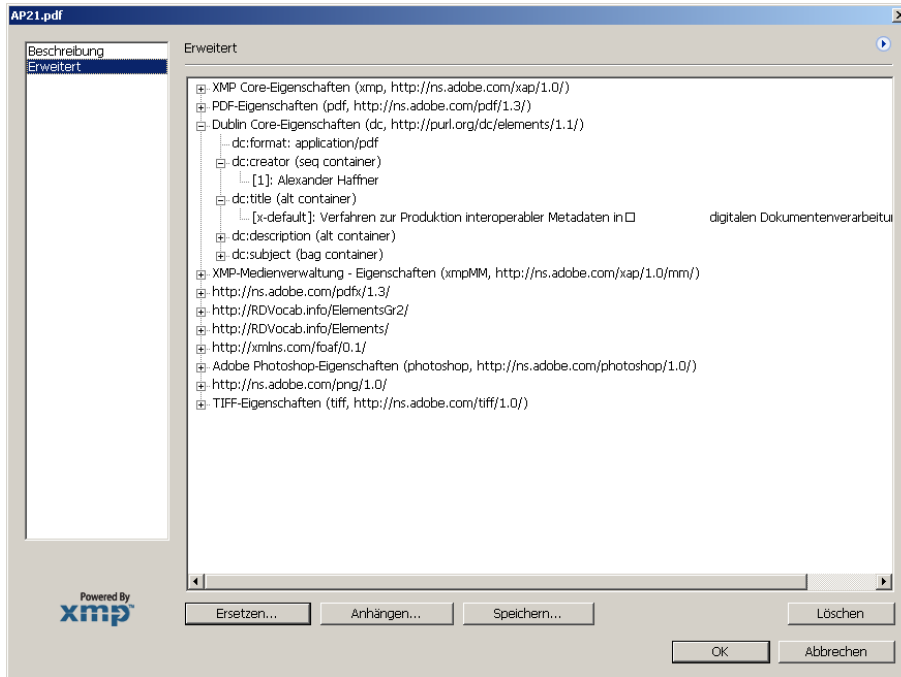 AP21.pdf
Beschreibung
Erweitert
Erweitert
XMP Core-Eigenschaften (xmp, http://ns.adobe.com/xap/1.0/)
PDF-Eigenschaften (pdf, http://ns.adobe.com/pdf/1.3/)
Dublin Core-Eigenschaften (dc, http://purl.org/dc/elements/1.1/)
dc:format: application/pdf
dc:creator (seq container)
[1]: Alexander Haffner
dc:title (alt container)
[x-default]: Verfahren zur Produktion interoperabler Metadaten in□ digitalen Dokumentenverarbeitu
dc:description (alt container)
dc:subject (bag container)
XMP-Medienverwaltung - Eigenschaften (xmpMM, http://ns.adobe.com/xap/1.0/mm/)
http://ns.adobe.com/pdfx/1.3/
http://RDVocab.info/ElementsGr2/
http://RDVocab.info/Elements/
http://xmlns.com/foaf/0.1/
Adobe Photoshop-Eigenschaften (photoshop, http://ns.adobe.com/photoshop/1.0/)
http://ns.adobe.com/png/1.0/
TIFF-Eigenschaften (tiff, http://ns.adobe.com/tiff/1.0/)
Powered By
xmp™
Ersetzen... Anhängen... Speichern... Löschen
OK Abbrechen